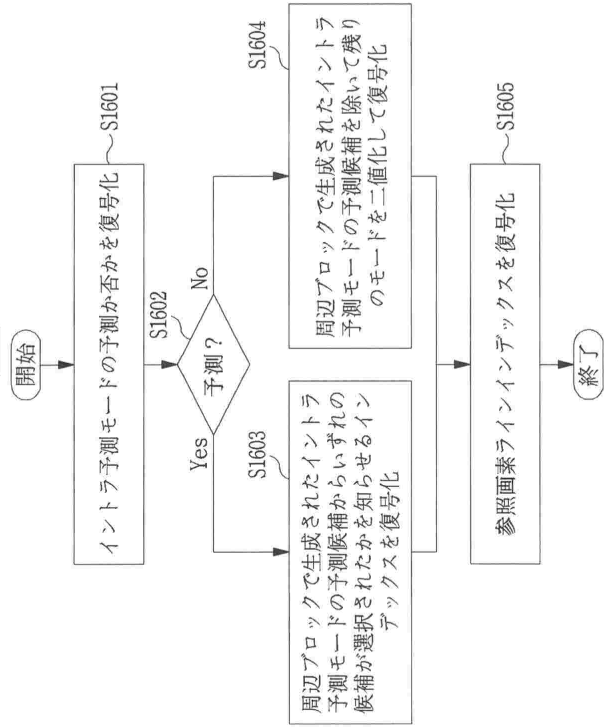 開始
イントラ予測モードの予測か否かを復号化
S1601
予測？
S1602
Yes
No
周辺ブロックで生成されたイントラ
予測モードの予測候補からいずれの
候補が選択されたかを知らせるイン
デックスを復号化
S1603
周辺ブロックで生成されたイントラ
予測モードの予測候補を除いて残り
のモードを二値化して復号化
S1604
参照画素ラインインデックスを復号化
S1605
終了